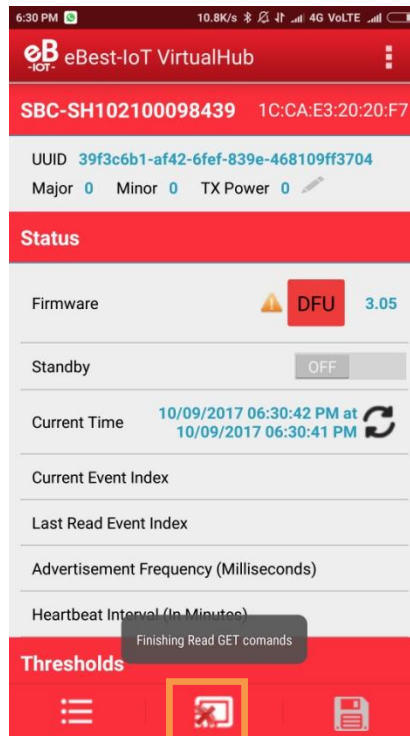 6:30 PM 10.8K/s 4G VoLTE
eB
-IOT-
eBest-IoT VirtualHub
SBC-SH102100098439 1C:CA:E3:20:20:F7
UUID 39f3c6b1-af42-6fef-839e-468109ff3704
Major 0 Minor 0 TX Power 0
Status
Firmware DFU 3.05
Standby OFF
Current Time 10/09/2017 06:30:42 PM at
10/09/2017 06:30:41 PM
Current Event Index
Last Read Event Index
Advertisement Frequency (Milliseconds)
Heartbeat Interval (In Minutes)
Finishing Read GET comands
Thresholds